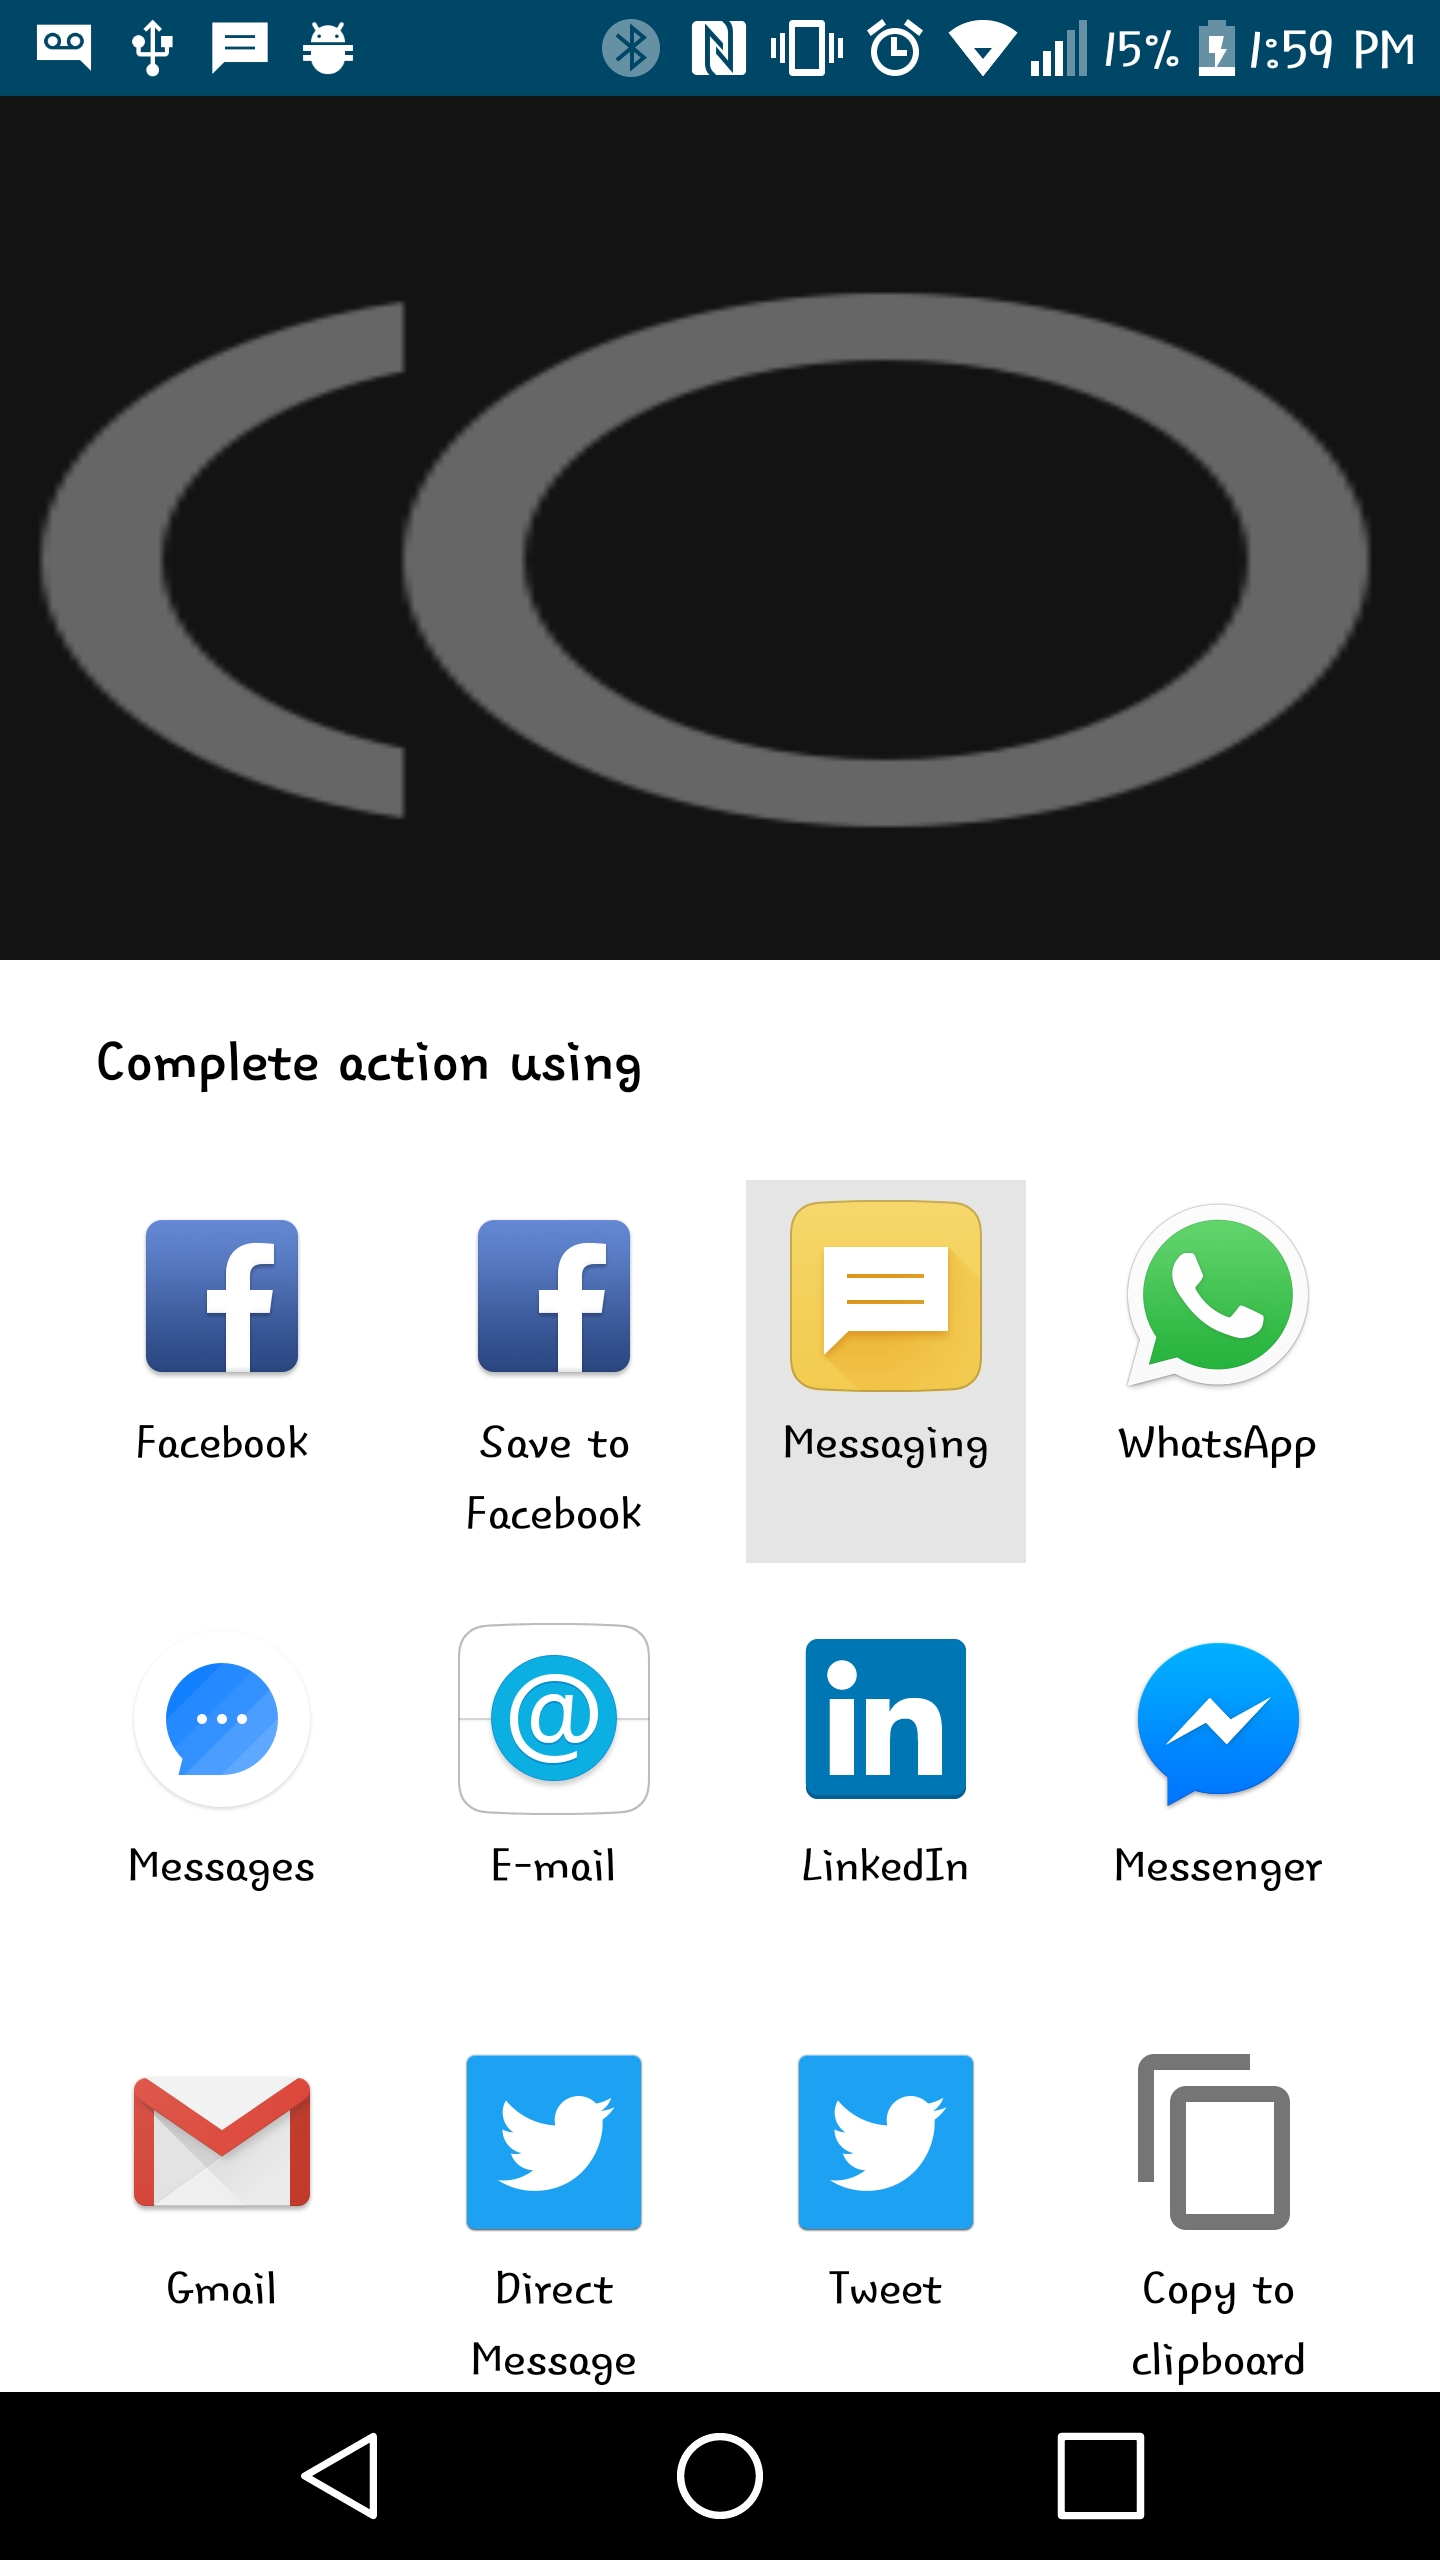 15% 1:59 PM
Complete action using
Facebook
Save to
Facebook
Messaging
WhatsApp
Messages
E-mail
LinkedIn
Messenger
Gmail
Direct
Message
Tweet
Copy to
clipboard